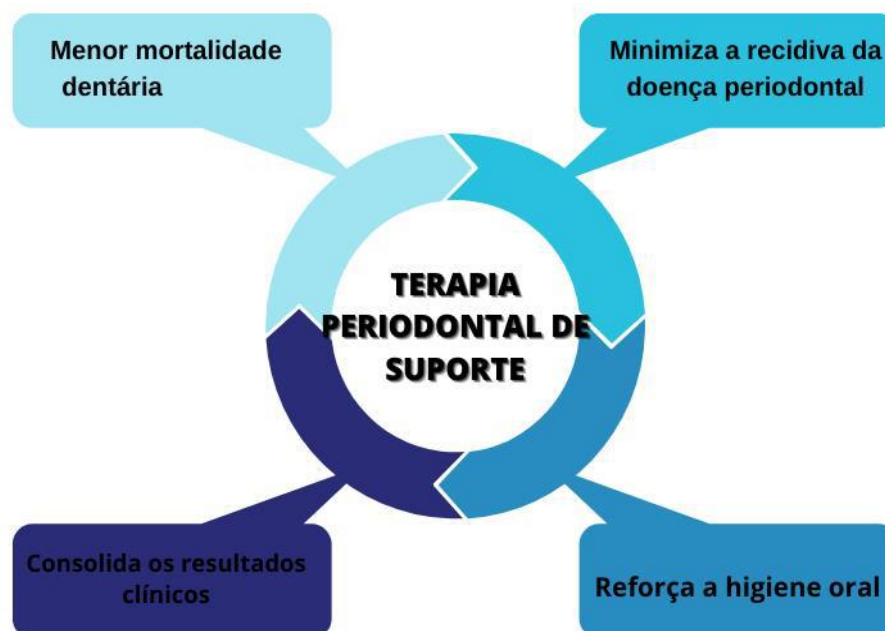 Menor mortalidade
dentária
Minimiza a recidiva da
doença periodontal
TERAPIA
PERIODONTAL DE
SUPORTE
Consolida os resultados
clínicos
Reforça a higiene oral